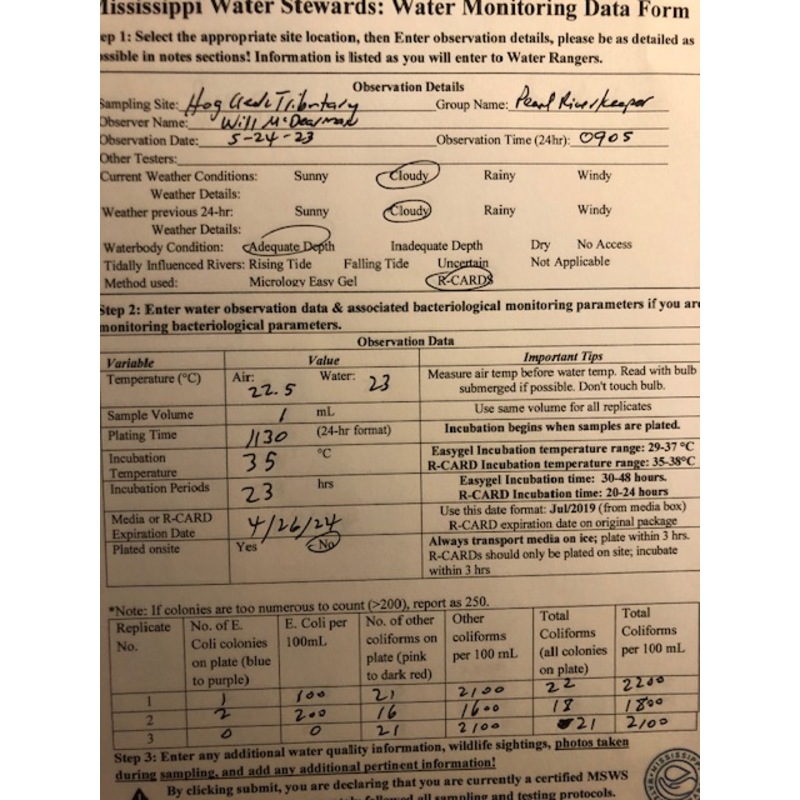 Mississippi Water Stewards: Water Monitoring Data Form
ep 1: Select the appropriate site location, then Enter observation details, please be as detailed as
ossible in notes sections! Information is listed as you will enter to Water Rangers.
Observation Details
Sampling Site: Hog Creek Tributary Group Name: Pearl Riverkeeper
Observer Name: Will McDearman
Observation Date: 5-24-23 Observation Time (24hr): 0905
Other Testers:
Current Weather Conditions: Sunny Cloudy Rainy Windy
Weather Details:
Weather previous 24-hr: Sunny Cloudy Rainy Windy
Weather Details:
Waterbody Condition: Adequate Depth Inadequate Depth Dry No Access
Tidally Influenced Rivers: Rising Tide Falling Tide Uncertain Not Applicable
Method used: Micrology Easy Gel R-CARDS
Step 2: Enter water observation data & associated bacteriological monitoring parameters if you are
monitoring bacteriological parameters.
Observation Data
Variable Value Important Tips
Temperature (°C) Air: 22.5 Water: 23 Measure air temp before water temp. Read with bulb
submerged if possible. Don't touch bulb.
Sample Volume 1 mL Use same volume for all replicates
Plating Time 1130 (24-hr format) Incubation begins when samples are plated.
Incubation Temperature 35 °C Easygel Incubation temperature range: 29-37 °C
R-CARD Incubation temperature range: 35-38°C
Incubation Periods 23 hrs Easygel Incubation time: 30-48 hours.
R-CARD Incubation time: 20-24 hours
Media or R-CARD Expiration Date 4/26/24 Use this date format: Jul/2019 (from media box)
R-CARD expiration date on original package
Plated onsite Yes No Always transport media on ice; plate within 3 hrs.
R-CARDs should only be plated on site; incubate
within 3 hrs
*Note: If colonies are too numerous to count (>200), report as 250.
Replicate No. No. of E. Coli colonies on plate (blue to purple) E. Coli per 100mL No. of other coliforms on plate (pink to dark red) Other coliforms per 100 mL Total Coliforms (all colonies on plate) Total Coliforms per 100 mL
1 1 100 21 2100 22 2200
2 2 200 16 1600 18 1800
3 0 0 21 2100 21 2100
Step 3: Enter any additional water quality information, wildlife sightings, photos taken
during sampling, and add any additional pertinent information!
By clicking submit, you are declaring that you are currently a certified MSWS
followed all sampling and testing protocols.
MISSISSIPP